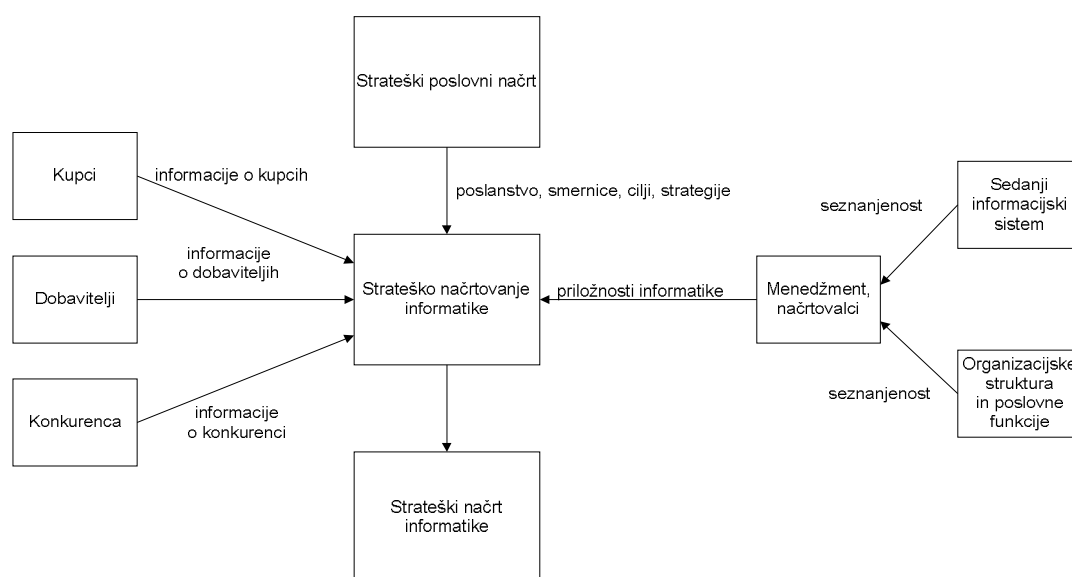 Strateški poslovni načrt
Kupci
informacije o kupcih
poslanstvo, smernice, cilji, strategije
Sedanji
informacijski
sistem
seznanjenost
informacije
o dobaviteljih
Dobavitelji
Strateško načrtovanje
informatike
priložnosti informatike
Menedžment,
načrtovalci
Organizacijske
struktura
in poslovne
funkcije
seznanjenost
Konkurenca
informacije
o konkurenci
Strateški načrt
informatike